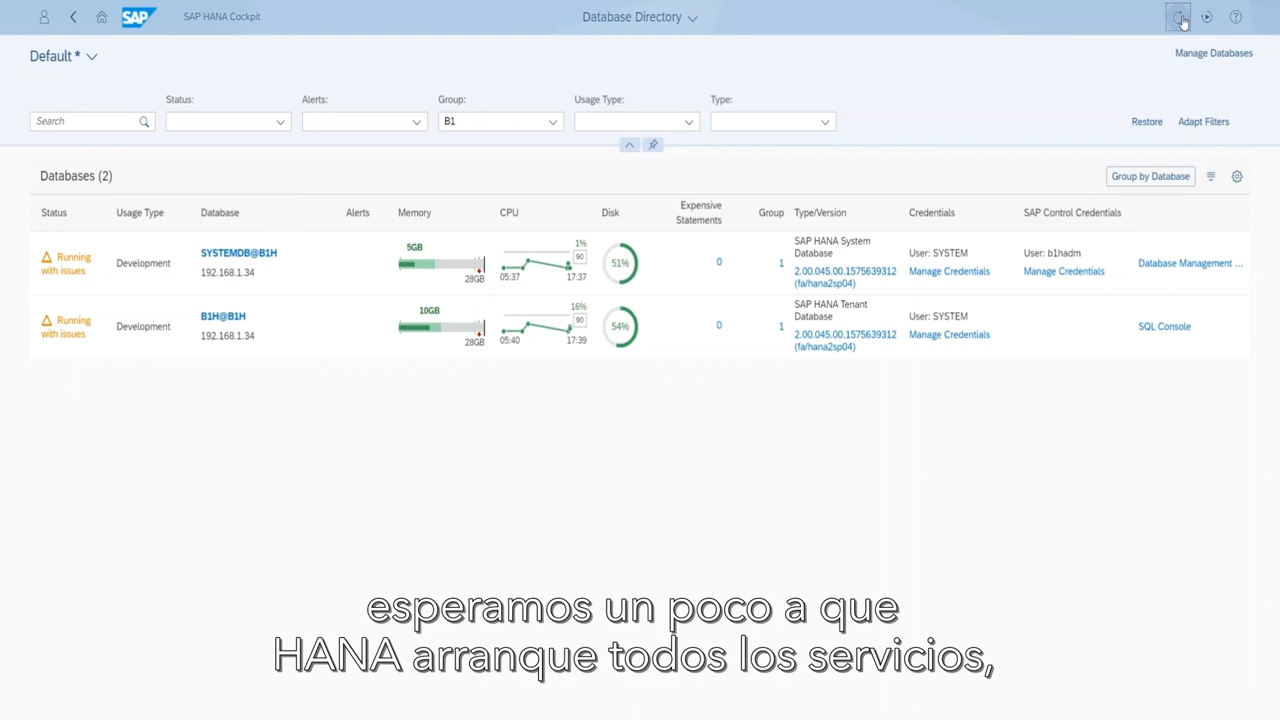 SAP SAP HANA Cockpit Database Directory
Default * Manage Databases
Status: Alerts: Group: Usage Type: Type:
Search B1 Restore Adapt Filters
Databases (2) Group by Database
Status Usage Type Database Alerts Memory CPU Disk Expensive Statements Group Type/Version Credentials SAP Control Credentials
Running with issues Development SYSTEMDB@B1H 192.168.1.34 5GB 28GB 1% 90 05:37 17:37 51% 0 1 SAP HANA System Database 2.00.045.00.1575639312 (fa/hana2sp04) User: SYSTEM Manage Credentials User: b1hadm Manage Credentials Database Management ...
Running with issues Development B1H@B1H 192.168.1.34 10GB 28GB 16% 90 05:40 17:39 54% 0 1 SAP HANA Tenant Database 2.00.045.00.1575639312 (fa/hana2sp04) User: SYSTEM Manage Credentials SQL Console
esperamos un poco a que
HANA arranque todos los servicios,